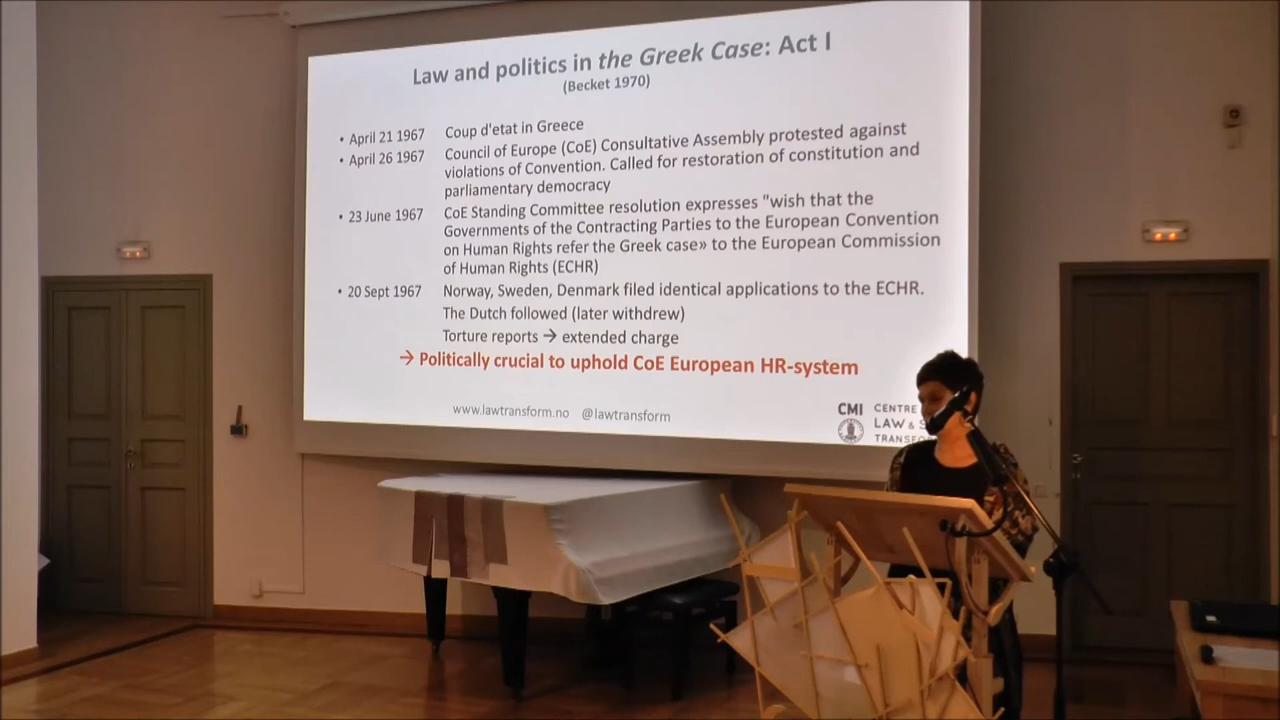 Law and politics in the Greek Case: Act I
(Becket 1970)
• April 21 1967 Coup d'etat in Greece
• April 26 1967 Council of Europe (CoE) Consultative Assembly protested against
violations of Convention. Called for restoration of constitution and
parliamentary democracy
• 23 June 1967 CoE Standing Committee resolution expresses "wish that the
Governments of the Contracting Parties to the European Convention
on Human Rights refer the Greek case» to the European Commission
of Human Rights (ECHR)
• 20 Sept 1967 Norway, Sweden, Denmark filed identical applications to the ECHR.
The Dutch followed (later withdrew)
Torture reports → extended charge
→ Politically crucial to uphold CoE European HR-system
www.lawtransform.no @lawtransform
CMI CENTRE
LAW &